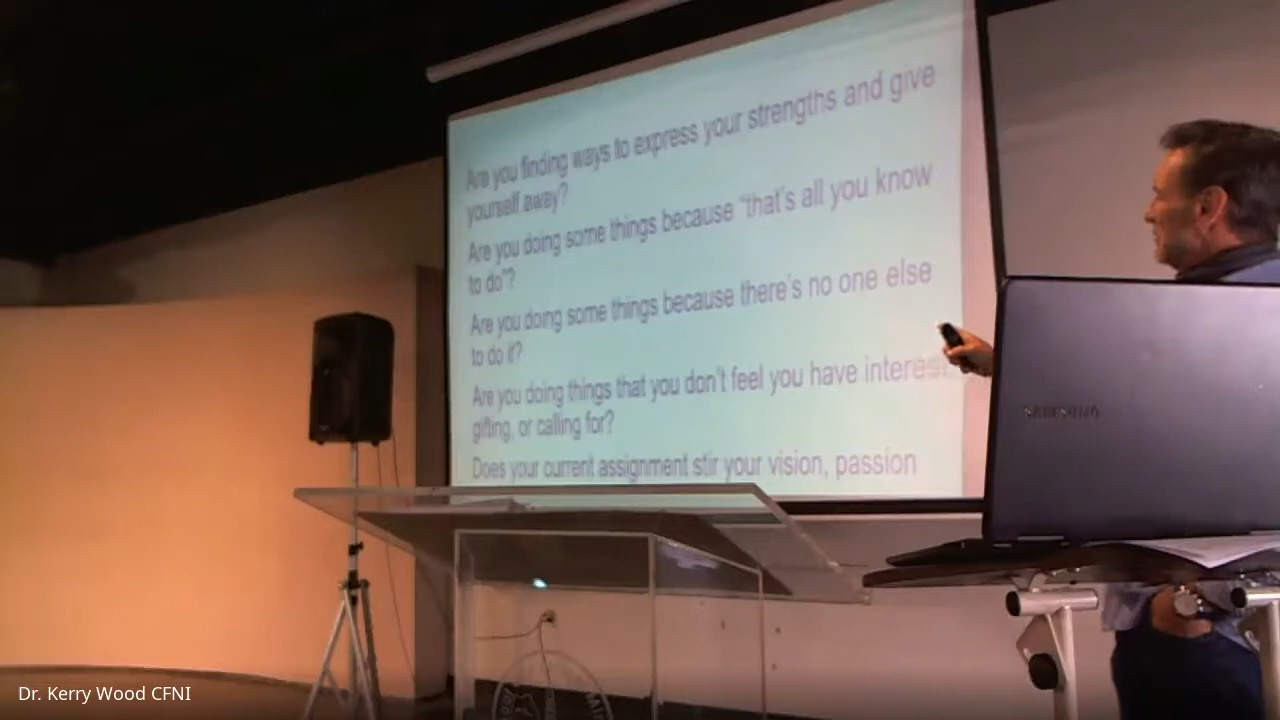 Are you finding ways to express your strengths and give
yourself away?
Are you doing some things because “that’s all you know
to do”?
Are you doing some things because there’s no one else
to do it?
Are you doing things that you don’t feel you have interest,
gifting, or calling for?
Does your current assignment stir your vision, passion
SAMSUNG
Dr. Kerry Wood CFNI